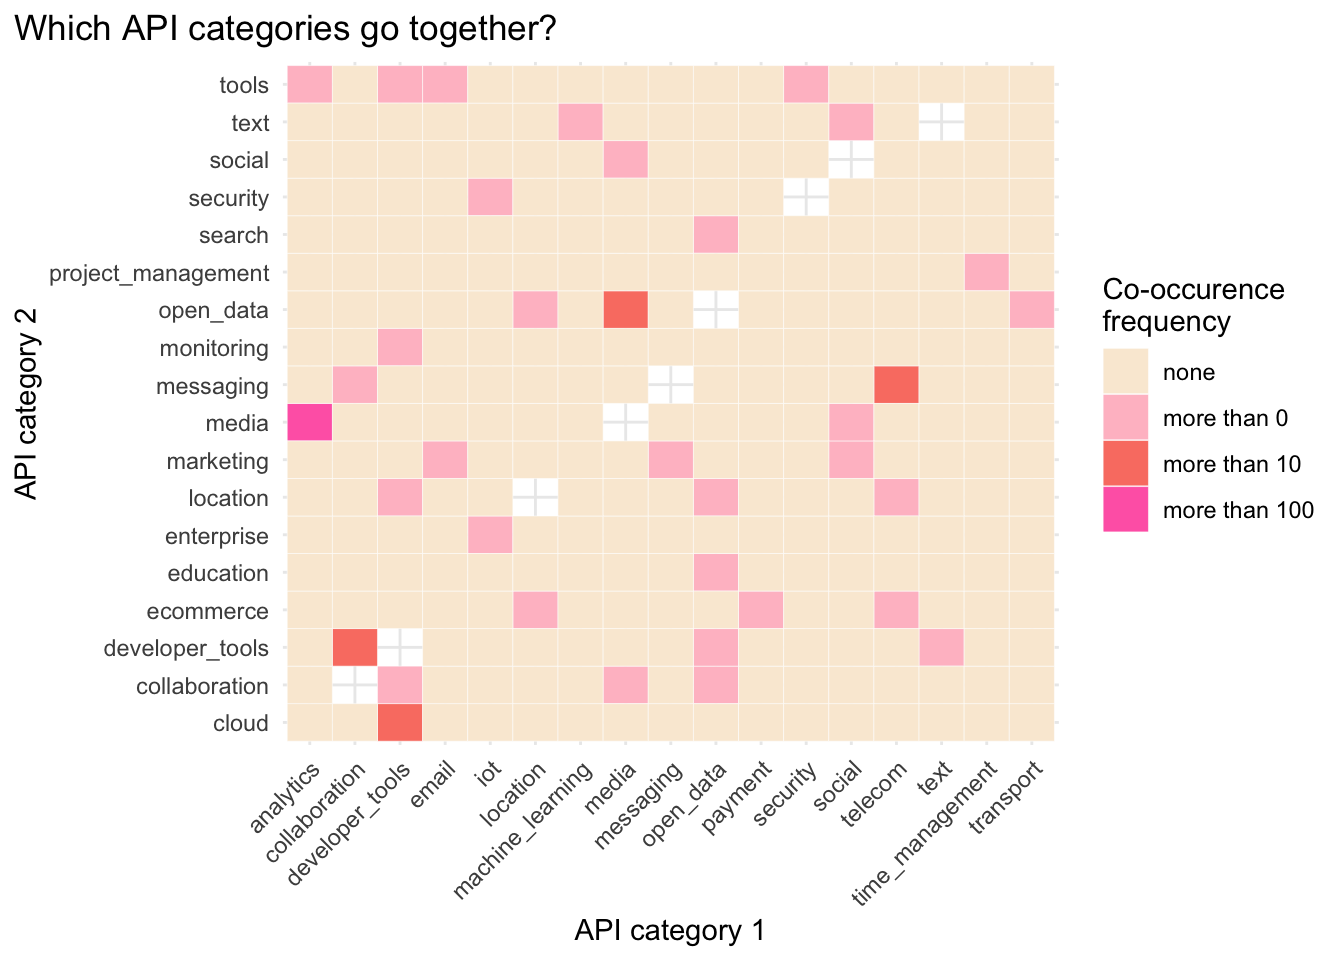 Which API categories go together?
tools
text
social
security
search
project_management
open_data
monitoring
messaging
media
marketing
location
enterprise
education
ecommerce
developer_tools
collaboration
cloud
API category 2
analytics
collaboration
developer_tools
email
iot
location
machine_learning
media
messaging
open_data
payment
security
social
telecom
text
time_management
transport
API category 1
Co-occurence
frequency
none
more than 0
more than 10
more than 100